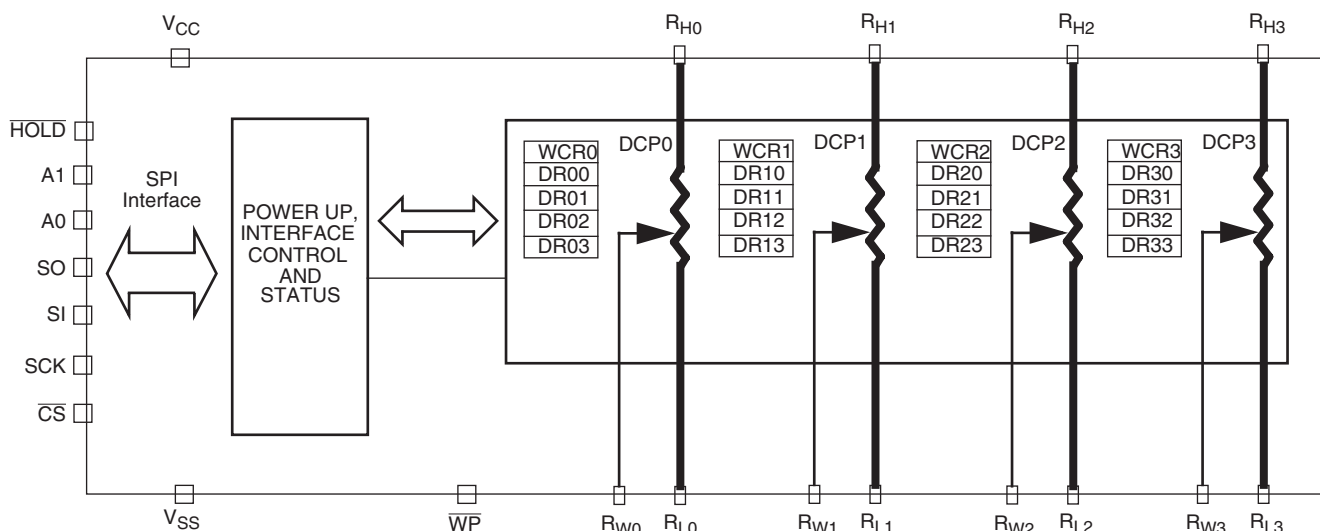 VCC
RH0
RH1
RH2
RH3
HOLD
A1
A0
SO
SI
SCK
CS
SPI
Interface
POWER UP,
INTERFACE
CONTROL
AND
STATUS
WCR0
DR00
DR01
DR02
DR03
DCP0
WCR1
DR10
DR11
DR12
DR13
DCP1
WCR2
DR20
DR21
DR22
DR23
DCP2
WCR3
DR30
DR31
DR32
DR33
DCP3
VSS
WP
RW0
RL0
RW1
RL1
RW2
RL2
RW3
RL3